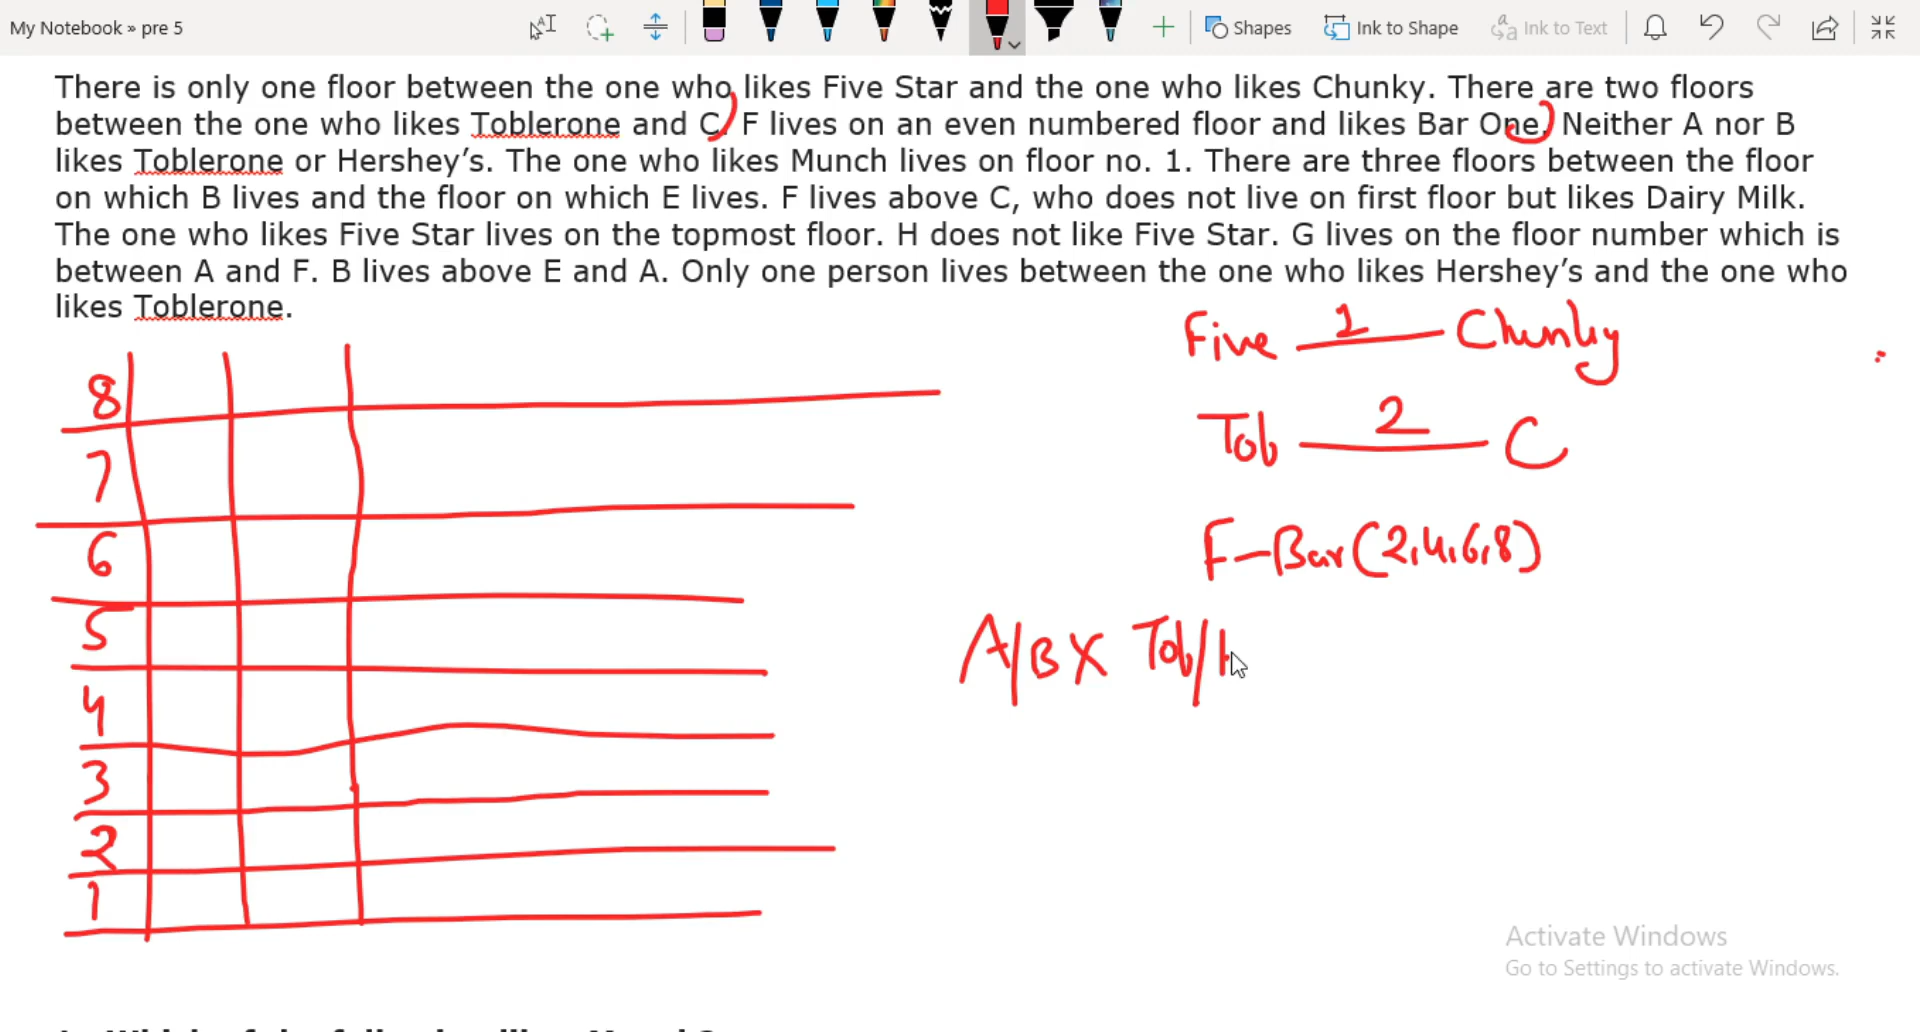 My Notebook » pre 5
Shapes
Ink to Shape
Ink to Text
There is only one floor between the one who likes Five Star and the one who likes Chunky. There are two floors
between the one who likes Toblerone and C. F lives on an even numbered floor and likes Bar One. Neither A nor B
likes Toblerone or Hershey’s. The one who likes Munch lives on floor no. 1. There are three floors between the floor
on which B lives and the floor on which E lives. F lives above C, who does not live on first floor but likes Dairy Milk.
The one who likes Five Star lives on the topmost floor. H does not like Five Star. G lives on the floor number which is
between A and F. B lives above E and A. Only one person lives between the one who likes Hershey’s and the one who
likes Toblerone.
Five 1 Chunky
Tob 2 C
F-Bar(2,4,6,8)
A/B X Tob/H
8
7
6
5
4
3
2
1
Activate Windows
Go to Settings to activate Windows.